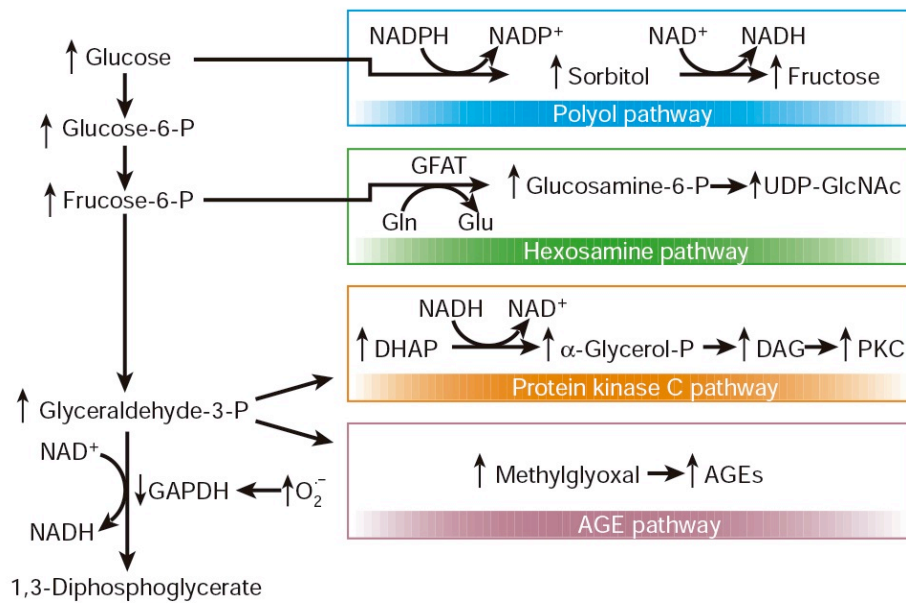 ↑ Glucose
↑ Glucose-6-P
↑ Frucose-6-P
↑ Glyceraldehyde-3-P
NAD⁺
↓ GAPDH ← ↑ O₂·⁻
NADH
1,3-Diphosphoglycerate
NADPH NADP⁺ NAD⁺ NADH
↑ Sorbitol ↑ Fructose
Polyol pathway
GFAT
↑ Glucosamine-6-P → ↑ UDP-GlcNAc
Gln Glu
Hexosamine pathway
NADH NAD⁺
↑ DHAP → ↑ α-Glycerol-P → ↑ DAG → ↑ PKC
Protein kinase C pathway
↑ Methylglyoxal → ↑ AGEs
AGE pathway